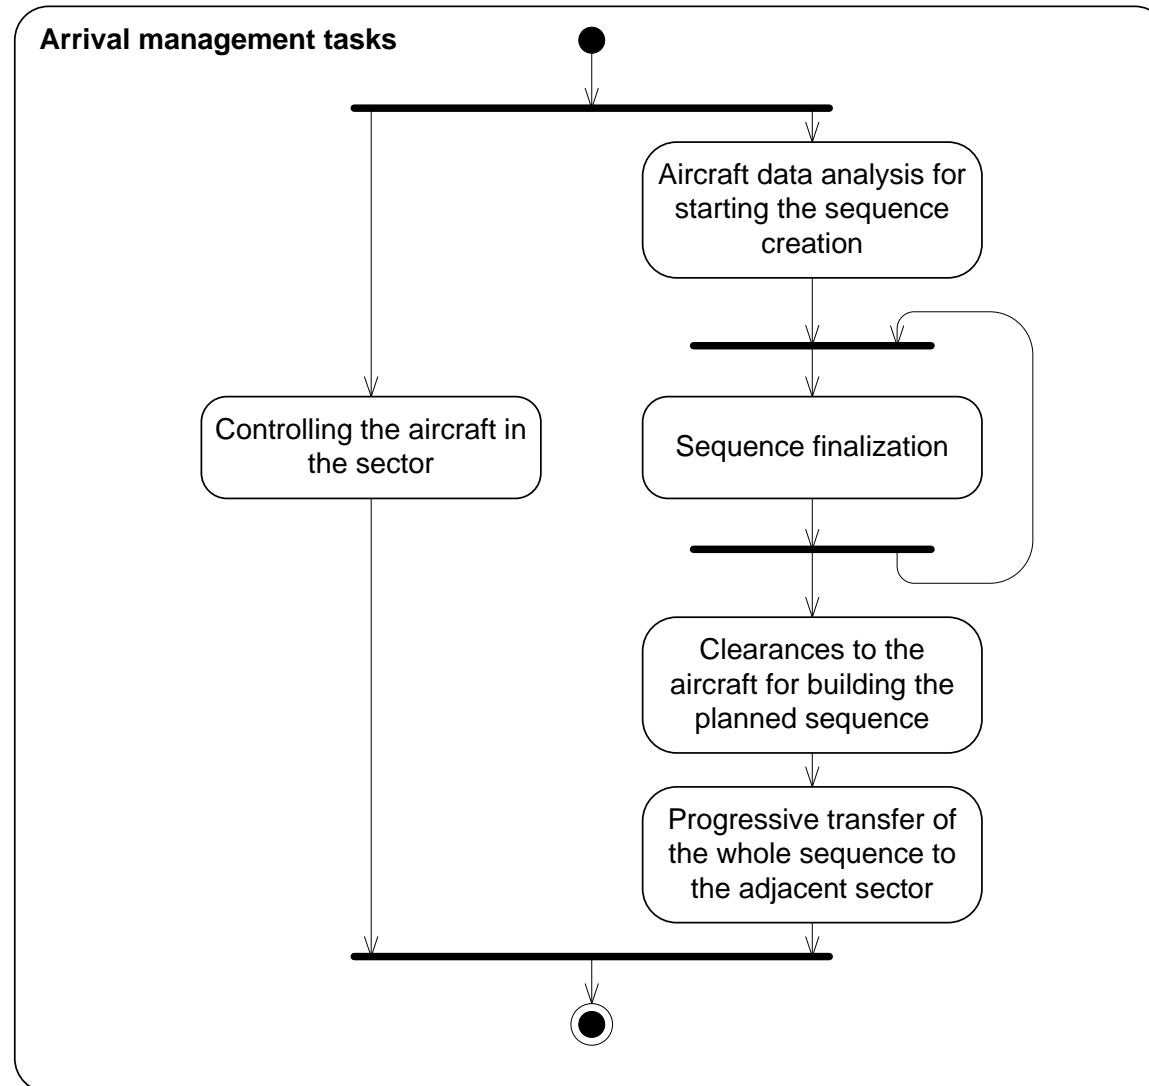 Arrival management tasks
Aircraft data analysis for
starting the sequence
creation
Controlling the aircraft in
the sector
Sequence finalization
Clearances to the
aircraft for building the
planned sequence
Progressive transfer of
the whole sequence to
the adjacent sector